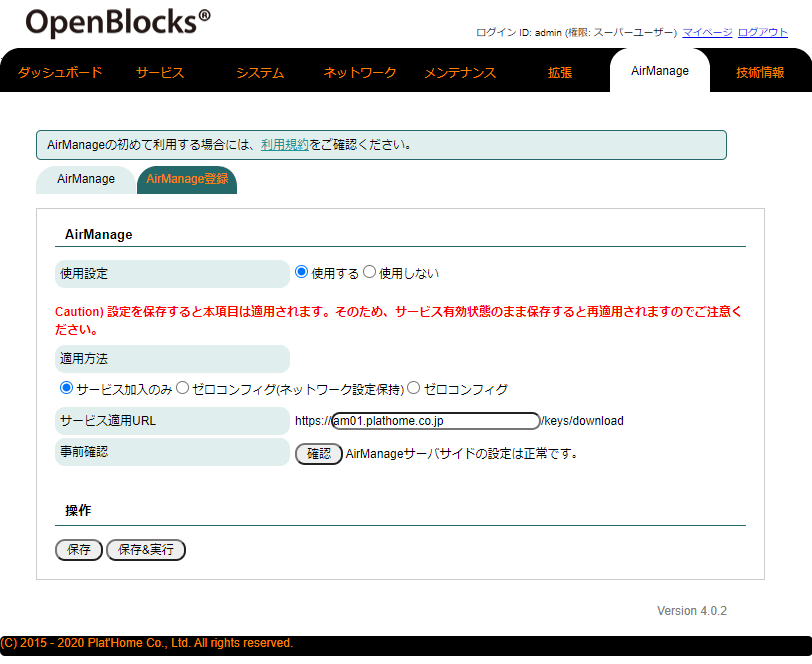 OpenBlocks®
ログイン ID: admin (権限: スーパーユーザー) マイページ ログアウト
ダッシュボード サービス システム ネットワーク メンテナンス 拡張 AirManage 技術情報
AirManageの初めて利用する場合には、利用規約をご確認ください。
AirManage AirManage登録
AirManage
使用設定 使用する 使用しない
Caution) 設定を保存すると本項目は適用されます。そのため、サービス有効状態のまま保存すると再適用されますのでご注意く
ださい。
適用方法
サービス加入のみ ゼロコンフィグ(ネットワーク設定保持) ゼロコンフィグ
サービス適用URL https://am01.plathome.co.jp/keys/download
事前確認 確認 AirManageサーバサイドの設定は正常です。
操作
保存 保存&実行
Version 4.0.2
(C) 2015 - 2020 Plat'Home Co., Ltd. All rights reserved.